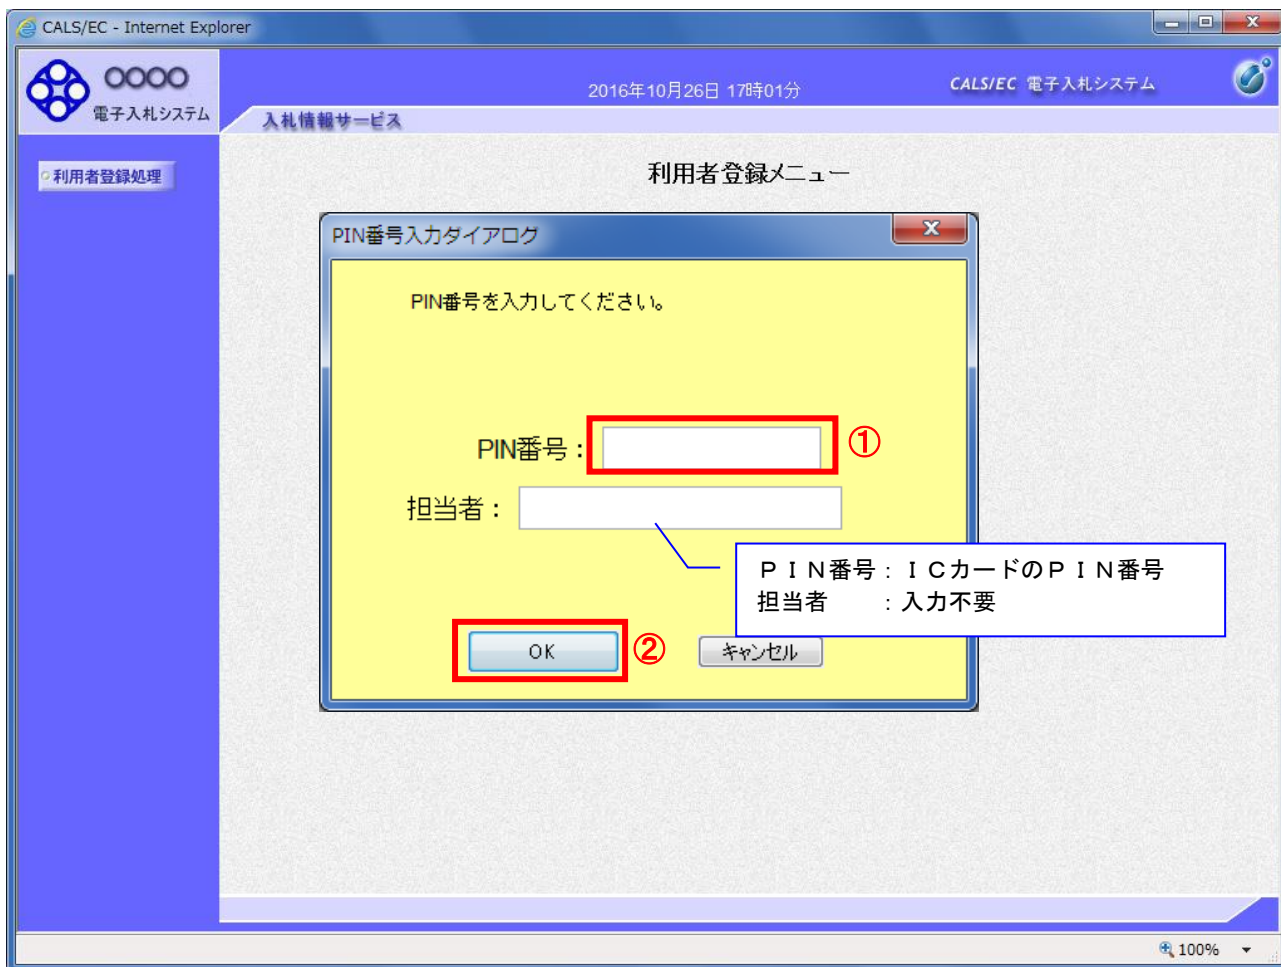 CALS/EC - Internet Explorer
○○○○
電子入札システム
2016年10月26日 17時01分
CALS/EC 電子入札システム
入札情報サービス
利用者登録処理
利用者登録メニュー
PIN番号入力ダイアログ
PIN番号を入力してください。
PIN番号：
①
担当者：
ＰＩＮ番号：ＩＣカードのＰＩＮ番号
担当者　　：入力不要
OK
②
キャンセル
100%